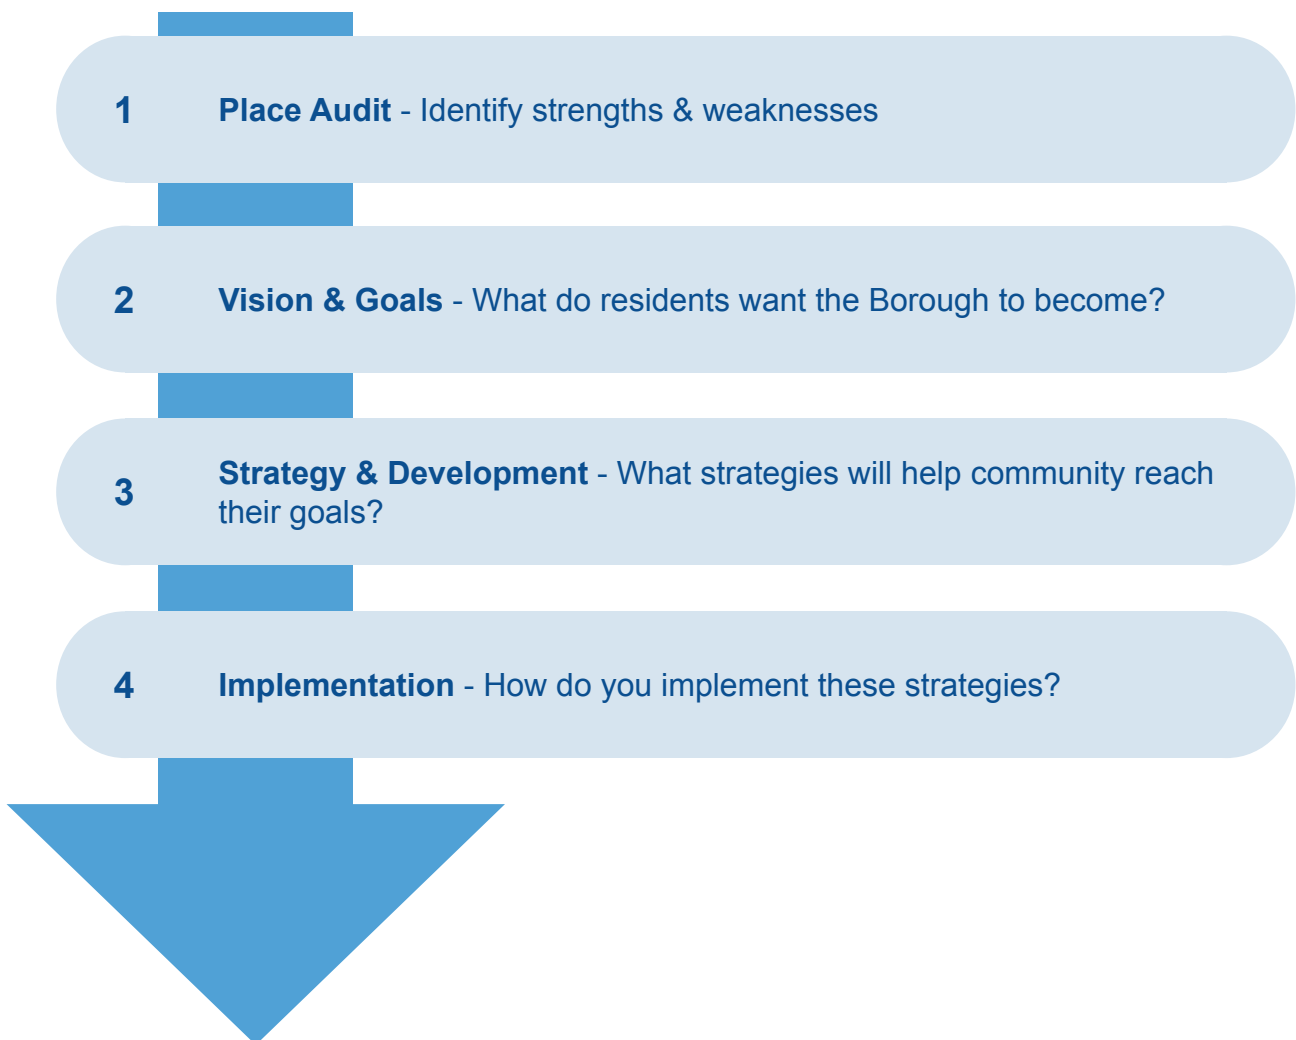 1 Place Audit - Identify strengths & weaknesses
2 Vision & Goals - What do residents want the Borough to become?
3 Strategy & Development - What strategies will help community reach
their goals?
4 Implementation - How do you implement these strategies?